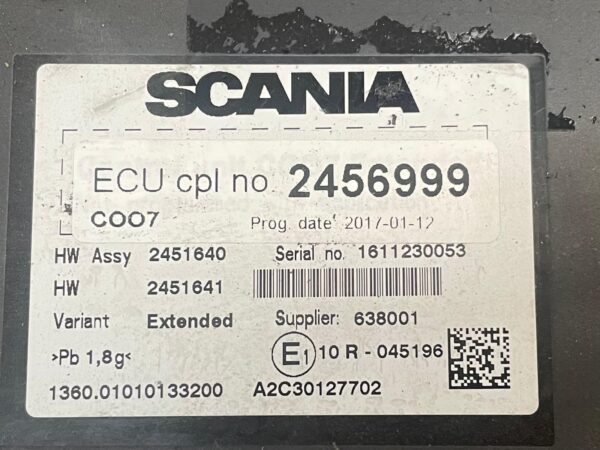 SCANIA
ECU cpl no. 2456999
COO7 Prog. date 2017-01-12
HW Assy 2451640 Serial no. 1611230053
HW 2451641
Variant Extended Supplier: 638001
>Pb 1,8g< E1 10 R - 045196
1360.01010133200 A2C30127702